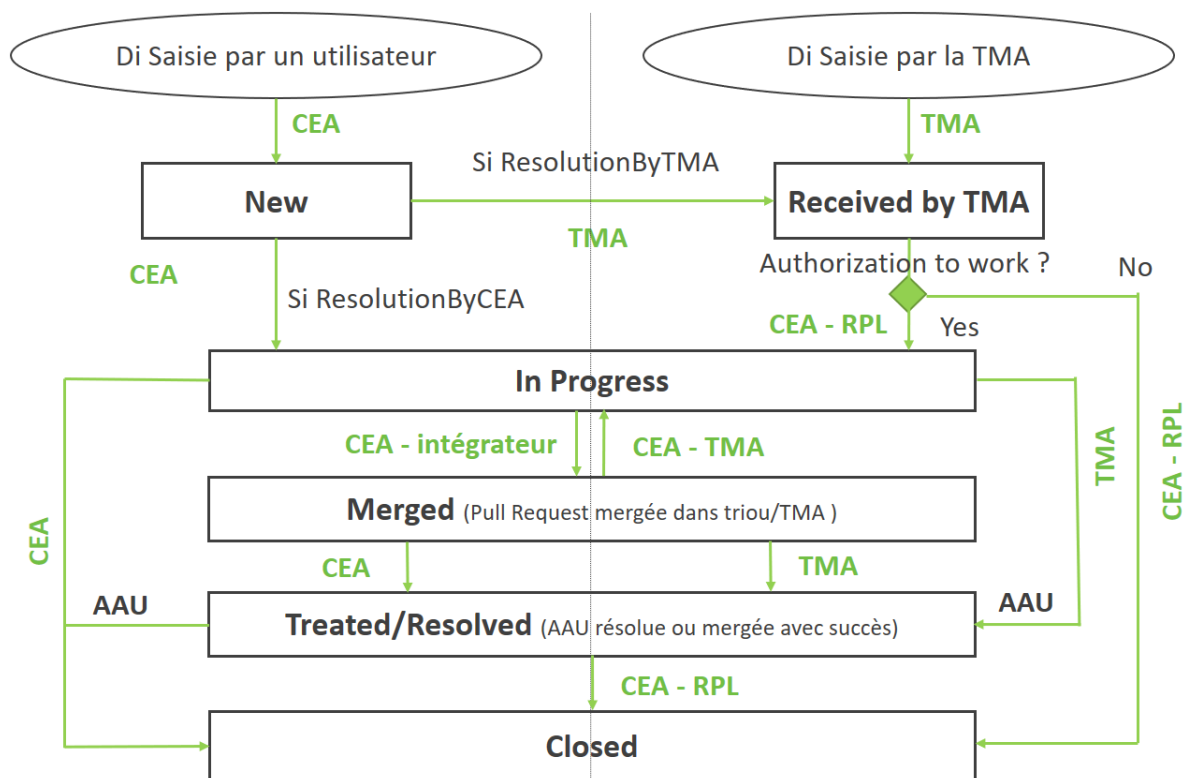 Di Saisie par un utilisateur
Di Saisie par la TMA
CEA
TMA
Si ResolutionByTMA
New
Received by TMA
TMA
CEA
Authorization to work ?
No
Si ResolutionByCEA
CEA - RPL
Yes
In Progress
CEA - intégrateur
CEA - TMA
TMA
CEA - RPL
Merged (Pull Request mergée dans triou/TMA )
CEA
CEA
TMA
AAU
AAU
Treated/Resolved (AAU résolue ou mergée avec succès)
CEA - RPL
Closed